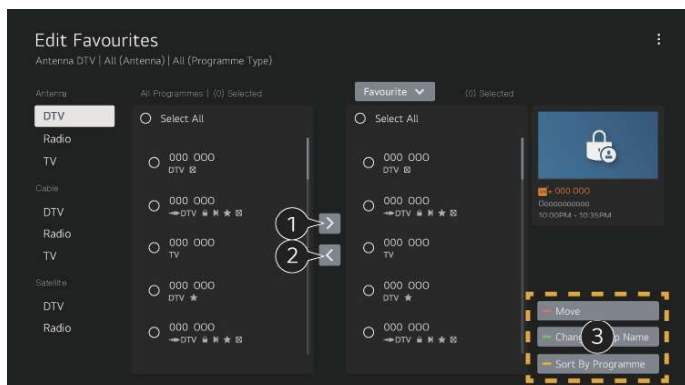 Edit Favourites
Antenna DTV | All (Antenna) | All (Programme Type)
Antenna
DTV
Radio
TV
Cable
DTV
Radio
TV
Satellite
DTV
Radio
All Programmes | (0) Selected
Select All
000 000
DTV
000 000
DTV
000 000
TV
000 000
DTV
000 000
DTV
1
2
Favourite
(0) Selected
Select All
000 000
DTV
000 000
DTV
000 000
TV
000 000
DTV
000 000
DTV
000 000
Oooooooooo
10:00PM - 10:35PM
Move
3
Name
Sort By Programme